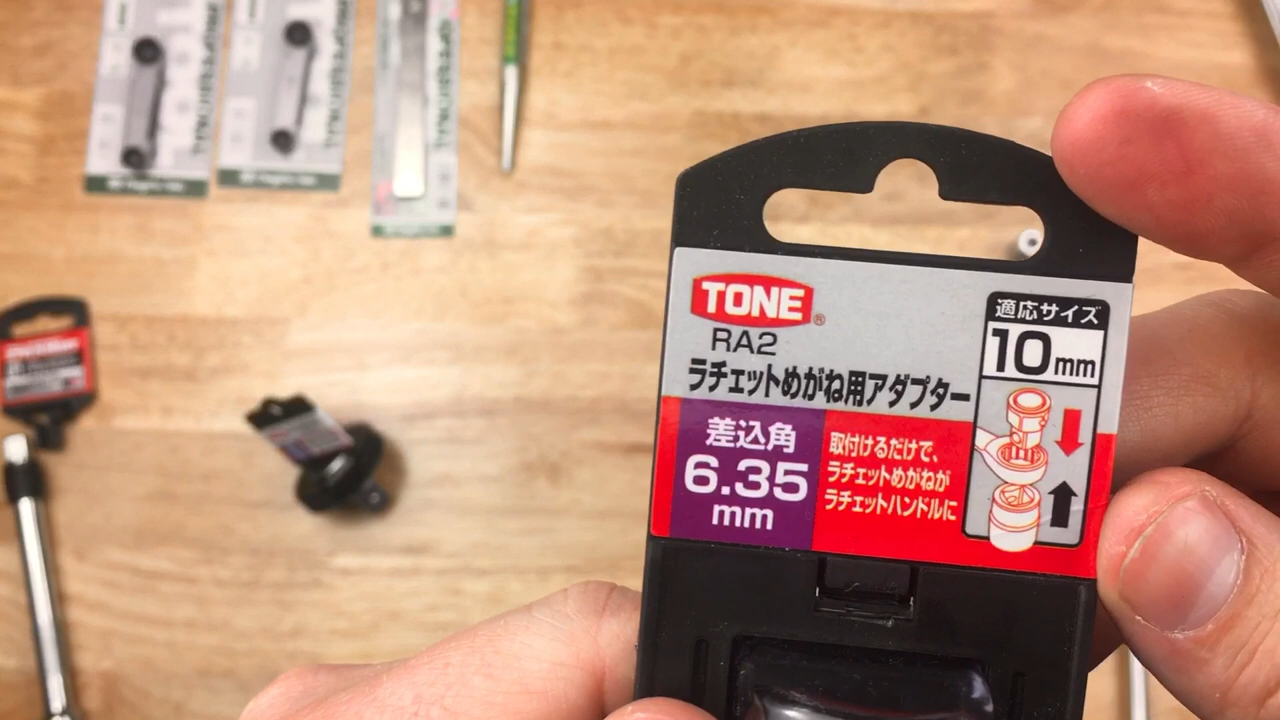 TONE®
RA2
ラチェットめがね用アダプター
適応サイズ
10mm
差込角
6.35
mm
取付けるだけで、
ラチェットめがねが
ラチェットハンドルに